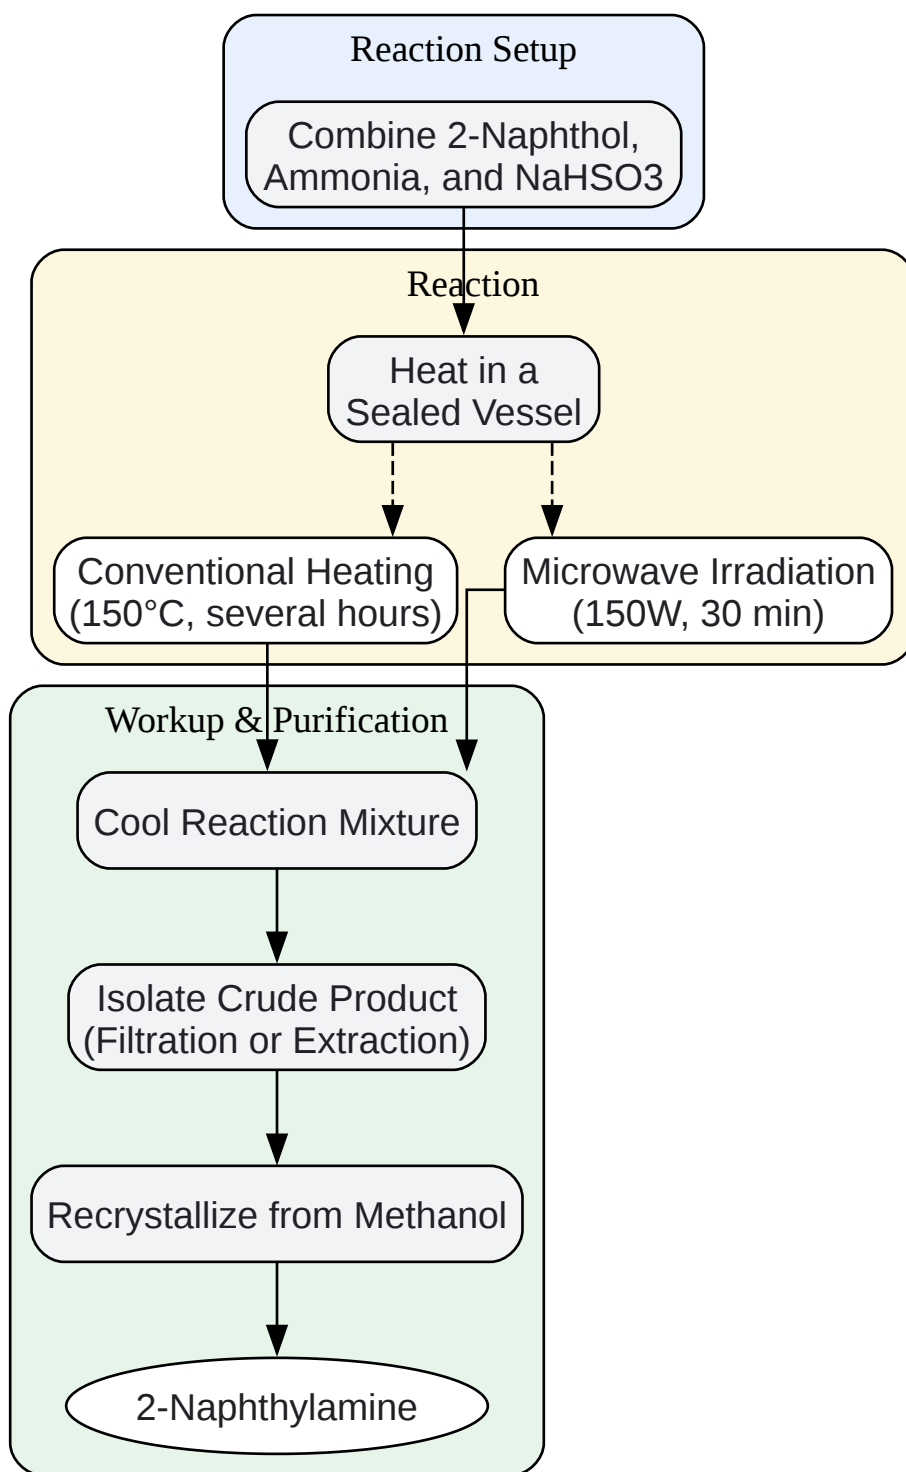 Reaction Setup
Combine 2-Naphthol,
Ammonia, and NaHSO3
Reaction
Heat in a
Sealed Vessel
Conventional Heating
(150°C, several hours)
Microwave Irradiation
(150W, 30 min)
Workup & Purification
Cool Reaction Mixture
Isolate Crude Product
(Filtration or Extraction)
Recrystallize from Methanol
2-Naphthylamine